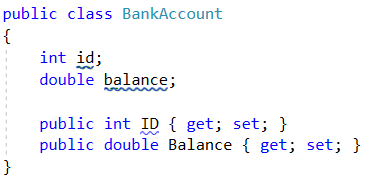 public class BankAccount
{
int id;
double balance;
public int ID { get; set; }
public double Balance { get; set; }
}